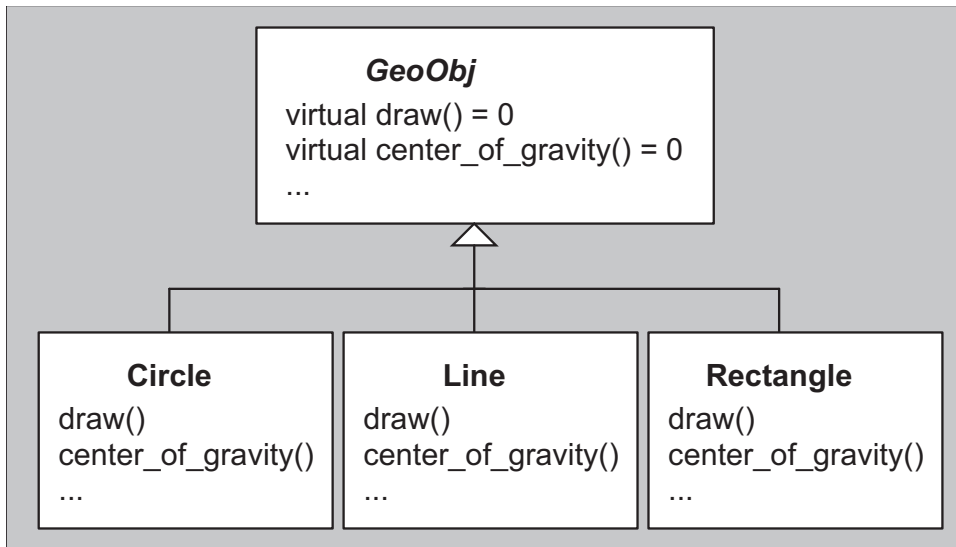 GeoObj
virtual draw() = 0
virtual center_of_gravity() = 0
...
Circle
draw()
center_of_gravity()
...
Line
draw()
center_of_gravity()
...
Rectangle
draw()
center_of_gravity()
...